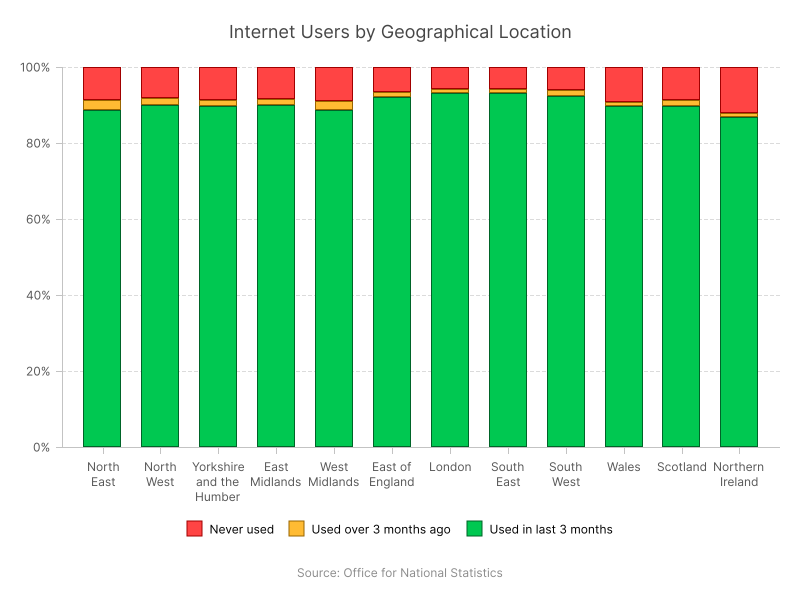 Internet Users by Geographical Location
100%
80%
60%
40%
20%
0%
North
East
North
West
Yorkshire
and the
Humber
East
Midlands
West
Midlands
East of
England
London
South
East
South
West
Wales
Scotland
Northern
Ireland
Never used
Used over 3 months ago
Used in last 3 months
Source: Office for National Statistics